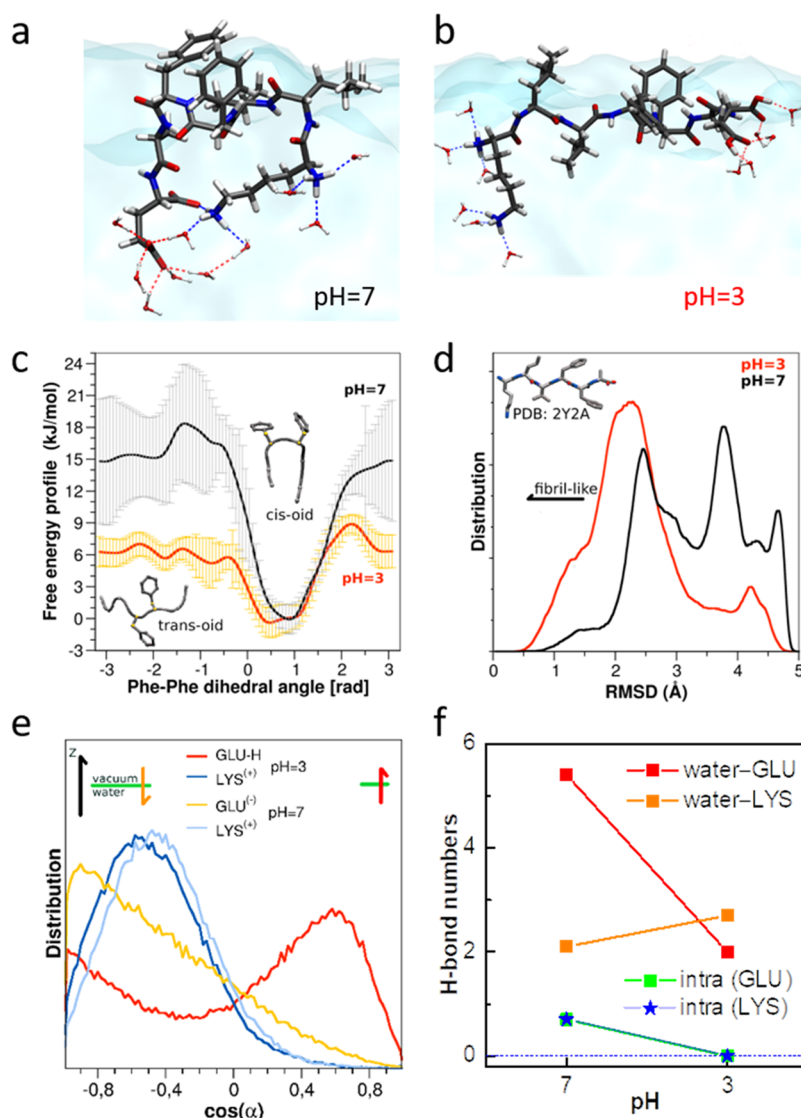 a
b
pH=7
pH=3
c
d
24
21
18
15
12
9
6
3
0
-3
Free energy profile (kJ/mol)
pH=7
cis-oid
pH=3
trans-oid
-3 -2 -1 0 1 2 3
Phe-Phe dihedral angle [rad]
pH=3
pH=7
PDB: 2Y2A
fibril-like
Distribution
0 1 2 3 4 5
RMSD (Å)
e
f
z
vacuum
water
GLU-H
pH=3
LYS(+)
GLU(-)
pH=7
LYS(+)
Distribution
-0,8 -0,4 0 0,4 0,8
cos(α)
6
4
2
0
H-bond numbers
water–GLU
water–LYS
intra (GLU)
intra (LYS)
7 3
pH